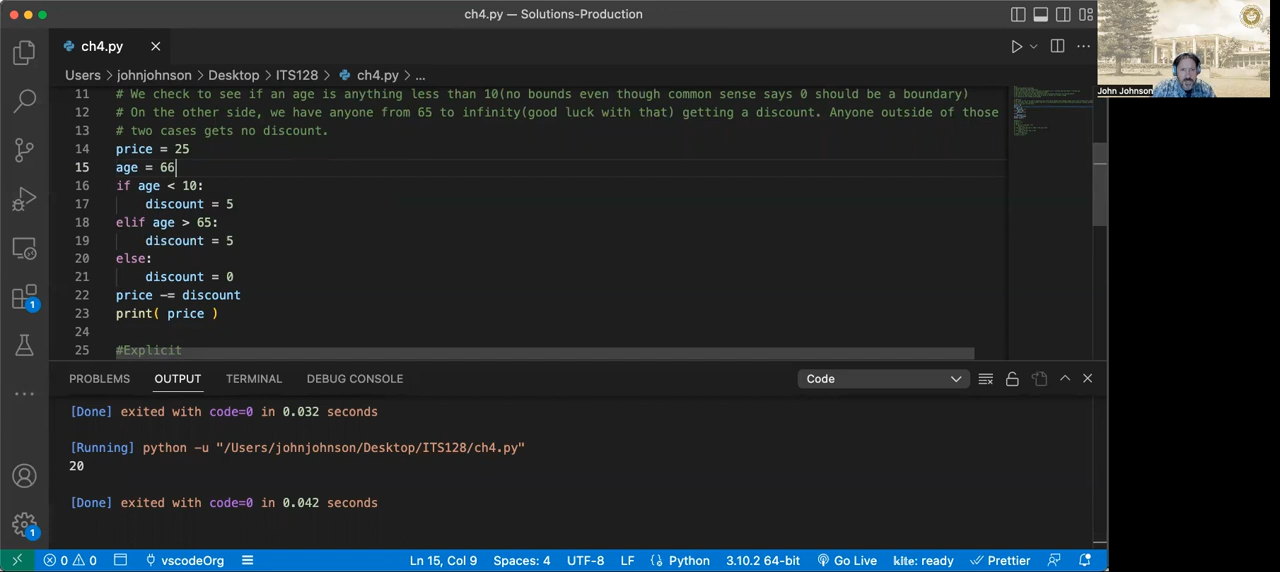 ch4.py — Solutions-Production
ch4.py
Users > johnjohnson > Desktop > ITS128 > ch4.py > ...
11 # We check to see if an age is anything less than 10(no bounds even though common sense says 0 should be a boundary)
12 # On the other side, we have anyone from 65 to infinity(good luck with that) getting a discount. Anyone outside of those
13 # two cases gets no discount.
14 price = 25
15 age = 66
16 if age < 10:
17 discount = 5
18 elif age > 65:
19 discount = 5
20 else:
21 discount = 0
22 price -= discount
23 print( price )
24
25 #Explicit
John Johnson
PROBLEMS OUTPUT TERMINAL DEBUG CONSOLE Code
[Done] exited with code=0 in 0.032 seconds
[Running] python -u "/Users/johnjohnson/Desktop/ITS128/ch4.py"
20
[Done] exited with code=0 in 0.042 seconds
1
1
0 0 vscodeOrg Ln 15, Col 9 Spaces: 4 UTF-8 LF Python 3.10.2 64-bit Go Live kite: ready Prettier